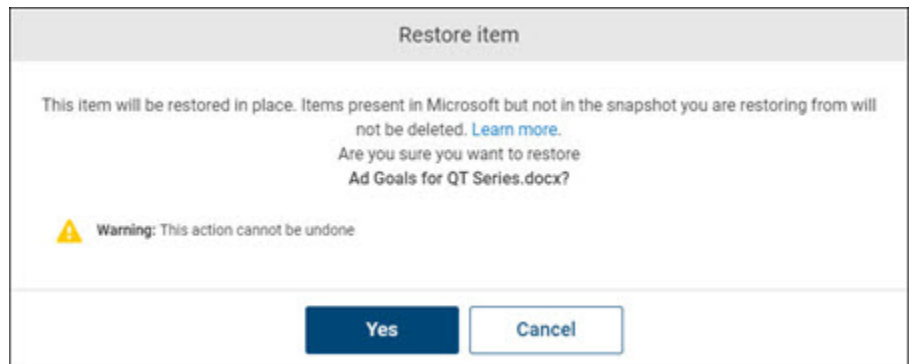 Restore item
This item will be restored in place. Items present in Microsoft but not in the snapshot you are restoring from will
not be deleted. Learn more.
Are you sure you want to restore
Ad Goals for QT Series.docx?
Warning: This action cannot be undone
Yes
Cancel